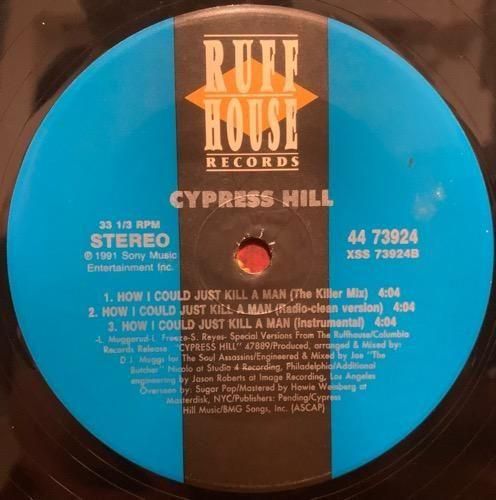 RUFF
HOUSE
RECORDS
CYPRESS HILL
33 1/3 RPM
STEREO
℗ 1991 Sony Music
Entertainment Inc.
44 73924
XSS 73924B
1. HOW I COULD JUST KILL A MAN (The Killer Mix) 4:04
2. HOW I COULD JUST KILL A MAN (Radio-clean version) 4:04
3. HOW I COULD JUST KILL A MAN (Instrumental) 4:04
-L. Muggerud-L. Freeze-S. Reyes- Special Versions From The Ruffhouse/Columbia
Records Release "CYPRESS HILL" 47889/Produced, arranged & Mixed by:
D.J. Muggs for The Soul Assassins/Engineered & Mixed by Joe "The
Butcher" Nicolo at Studio 4 Recording, Philadelphia/Additional
engineering by Jason Roberts at Image Recording, Los Angeles
Overseen by: Sugar Pop/Mastered by Howie Weinberg at
Masterdisk, NYC/Publishers: Pending/Cypress
Hill Music/BMG Songs, Inc. (ASCAP)